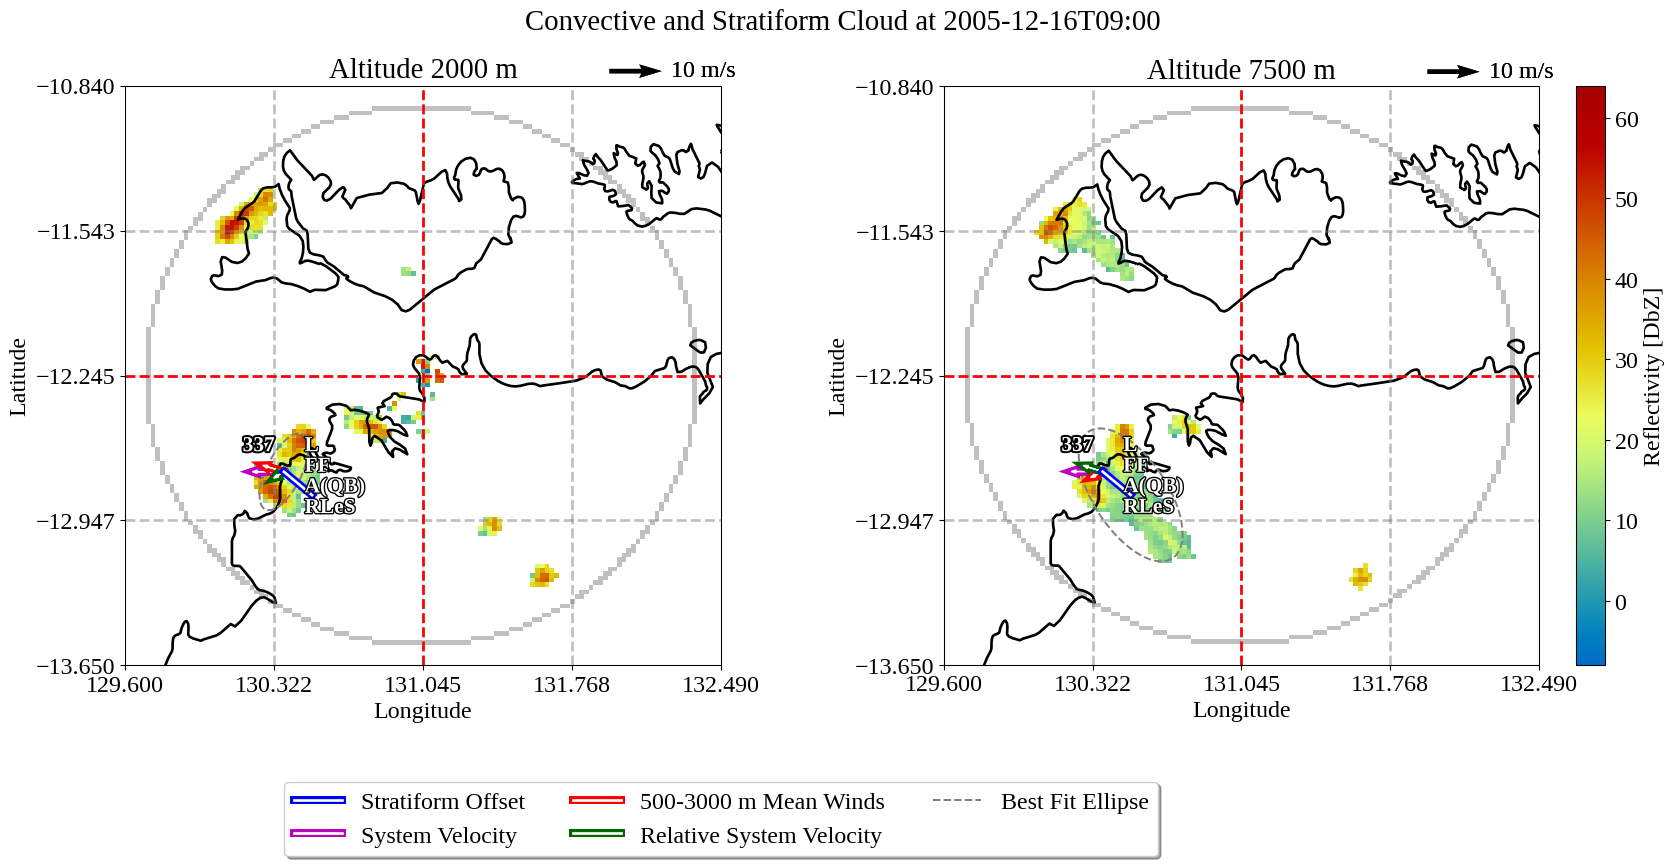 Convective and Stratiform Cloud at 2005-12-16T09:00
Altitude 2000 m
10 m/s
−10.840
−11.543
−12.245
−12.947
−13.650
Latitude
129.600
130.322
131.045
131.768
132.490
Longitude
337
L
FF
A(QB)
RLeS
Altitude 7500 m
10 m/s
−10.840
−11.543
−12.245
−12.947
−13.650
Latitude
129.600
130.322
131.045
131.768
132.490
Longitude
337
L
FF
A(QB)
RLeS
60
50
40
30
20
10
0
Reflectivity [DbZ]
Stratiform Offset
System Velocity
500-3000 m Mean Winds
Relative System Velocity
Best Fit Ellipse